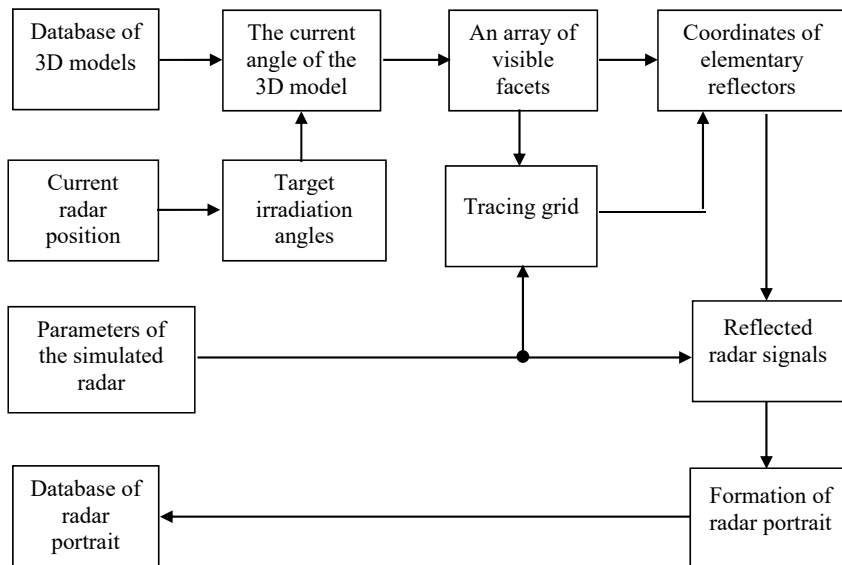 Database of
3D models
The current
angle of the
3D model
An array of
visible
facets
Coordinates of
elementary
reflectors
Current
radar
position
Target
irradiation
angles
Tracing grid
Parameters of
the simulated
radar
Reflected
radar signals
Database of
radar
portrait
Formation of
radar portrait